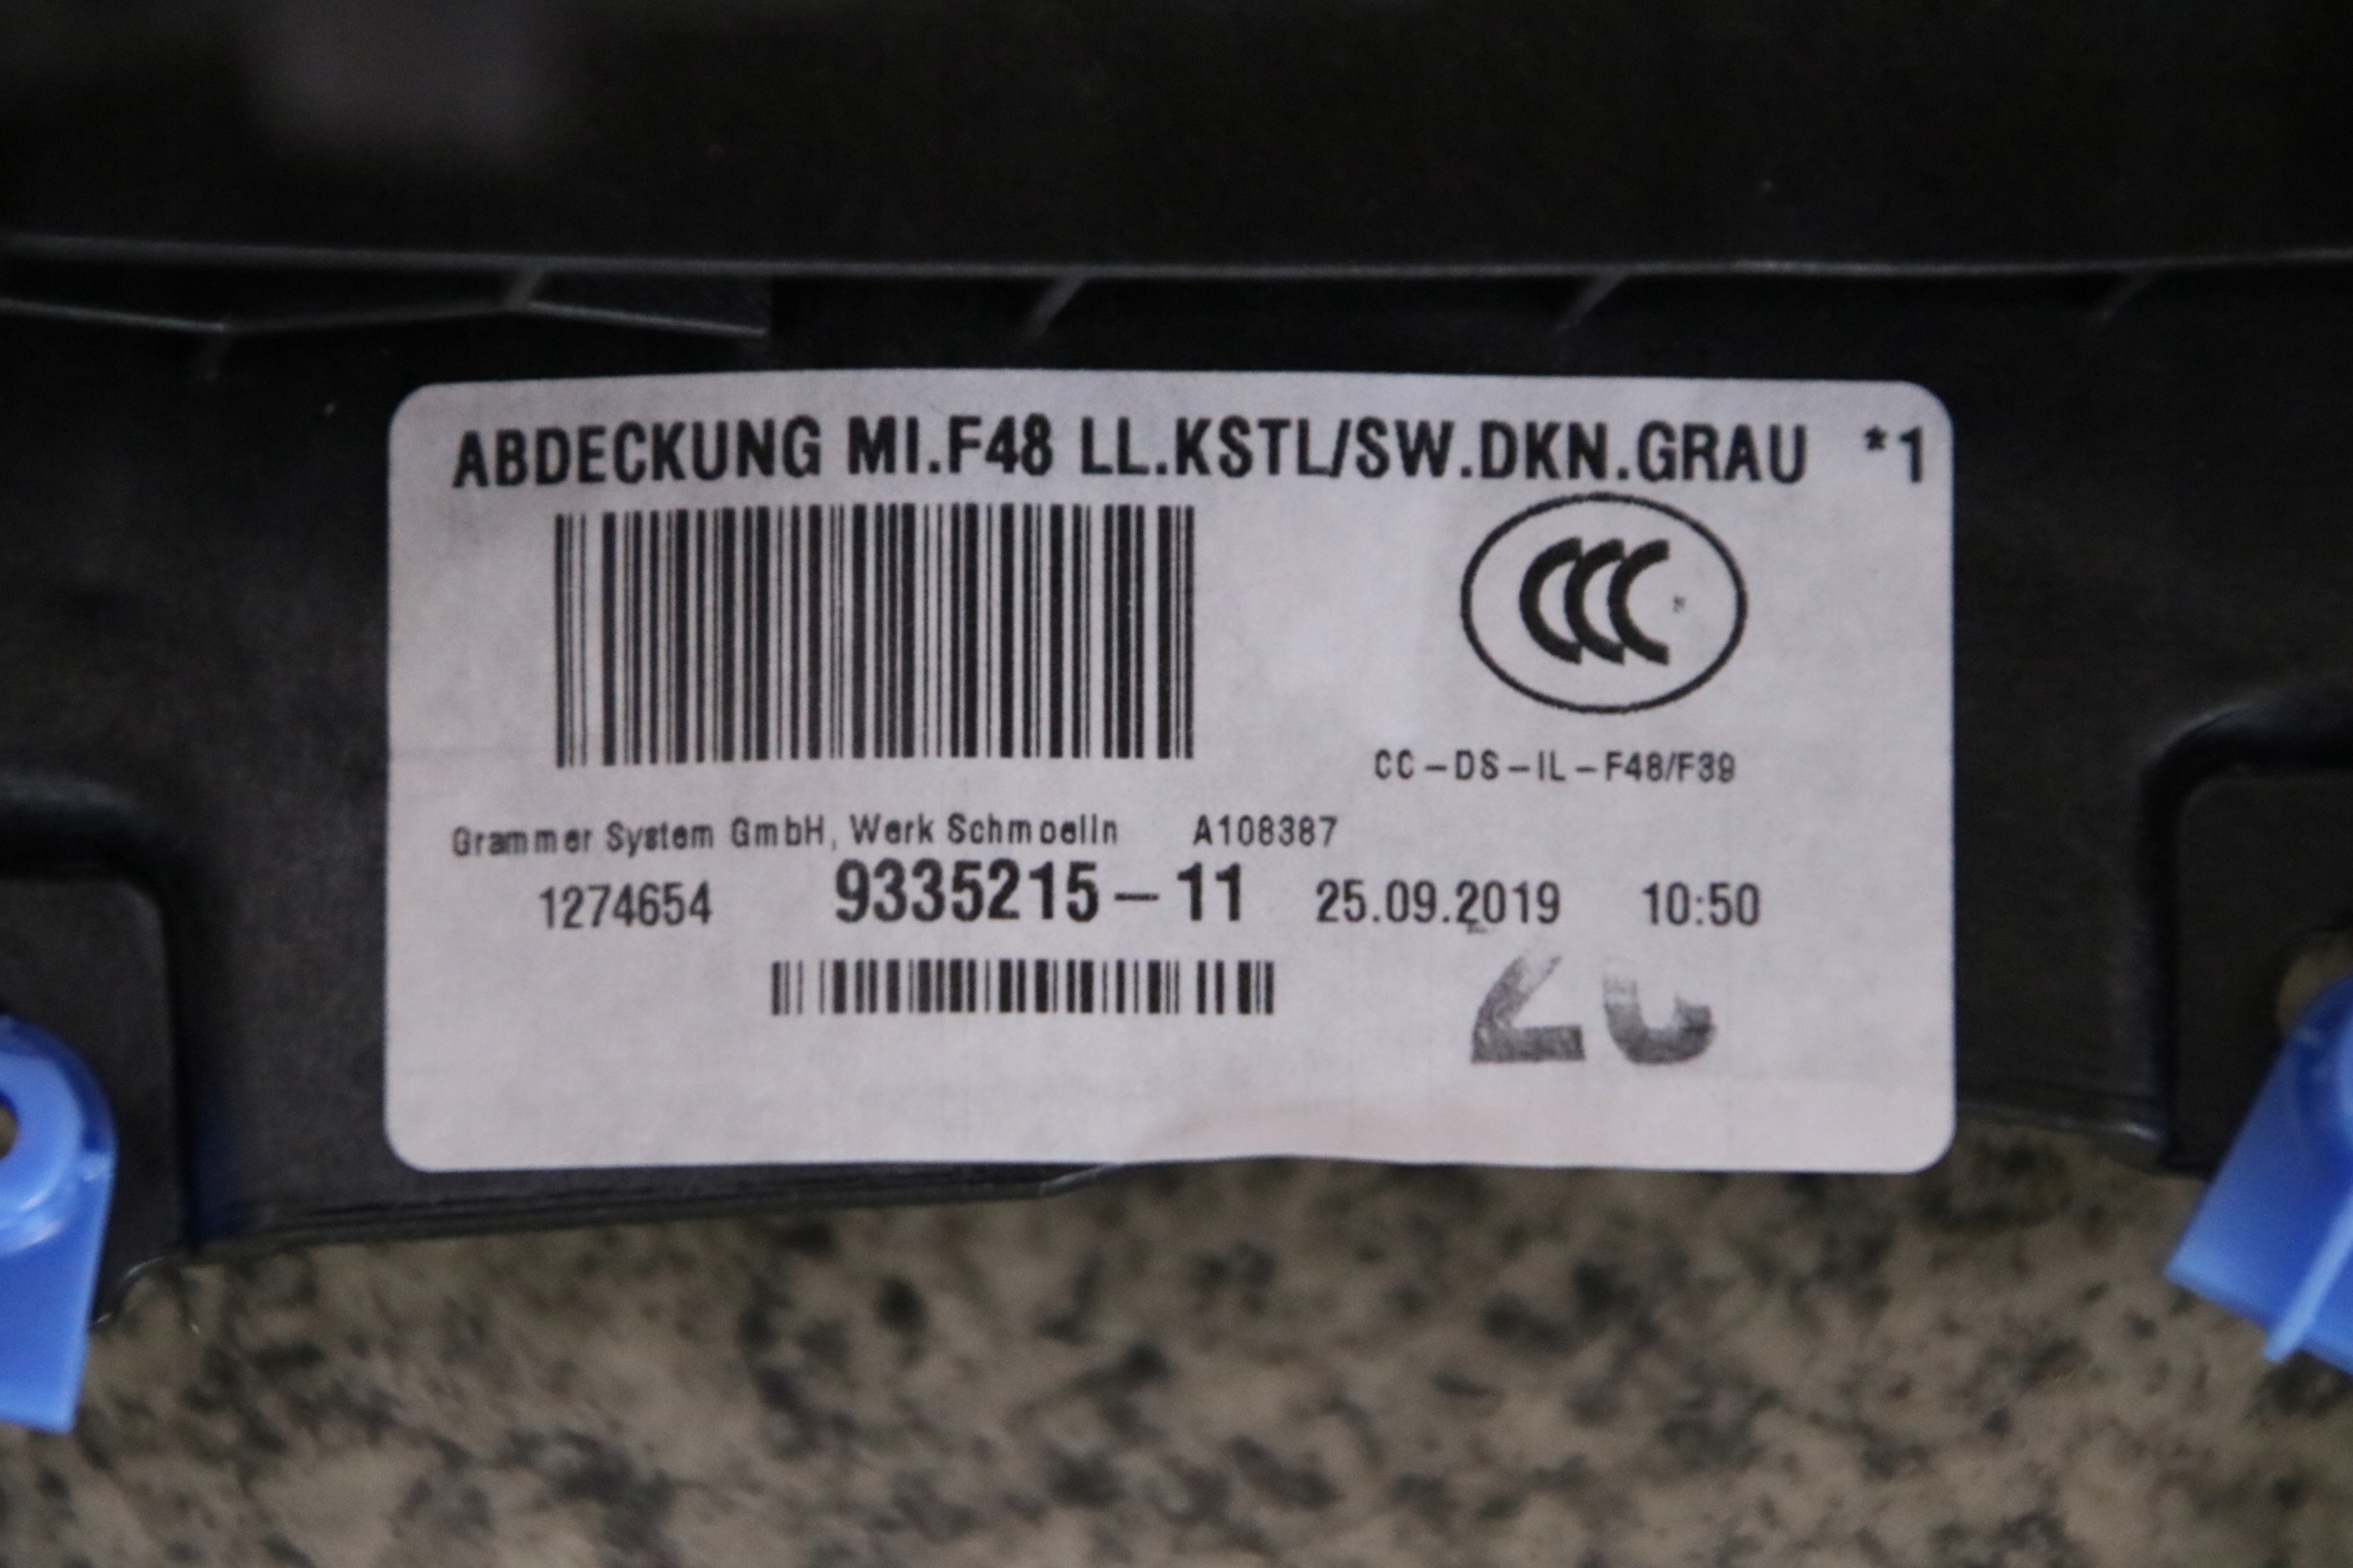 ABDECKUNG MI.F48 LL.KSTL/SW.DKN.GRAU *1
CCC
CC-DS-IL-F48/F39
Grammer System GmbH, Werk Schmoelln A108387
1274654 9335215-11 25.09.2019 10:50